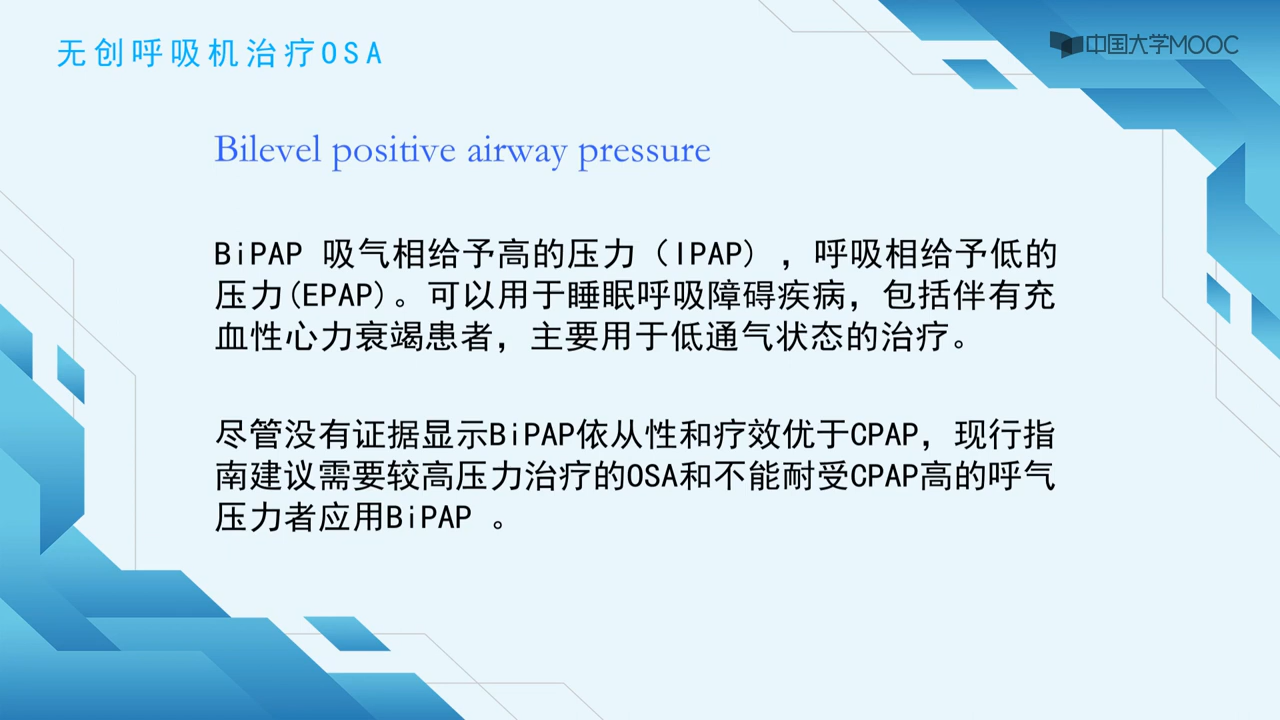 无创呼吸机治疗OSA
中国大学MOOC
Bilevel positive airway pressure
BiPAP 吸气相给予高的压力（IPAP），呼吸相给予低的
压力(EPAP)。可以用于睡眠呼吸障碍疾病，包括伴有充
血性心力衰竭患者，主要用于低通气状态的治疗。
尽管没有证据显示BiPAP依从性和疗效优于CPAP，现行指
南建议需要较高压力治疗的OSA和不能耐受CPAP高的呼气
压力者应用BiPAP 。